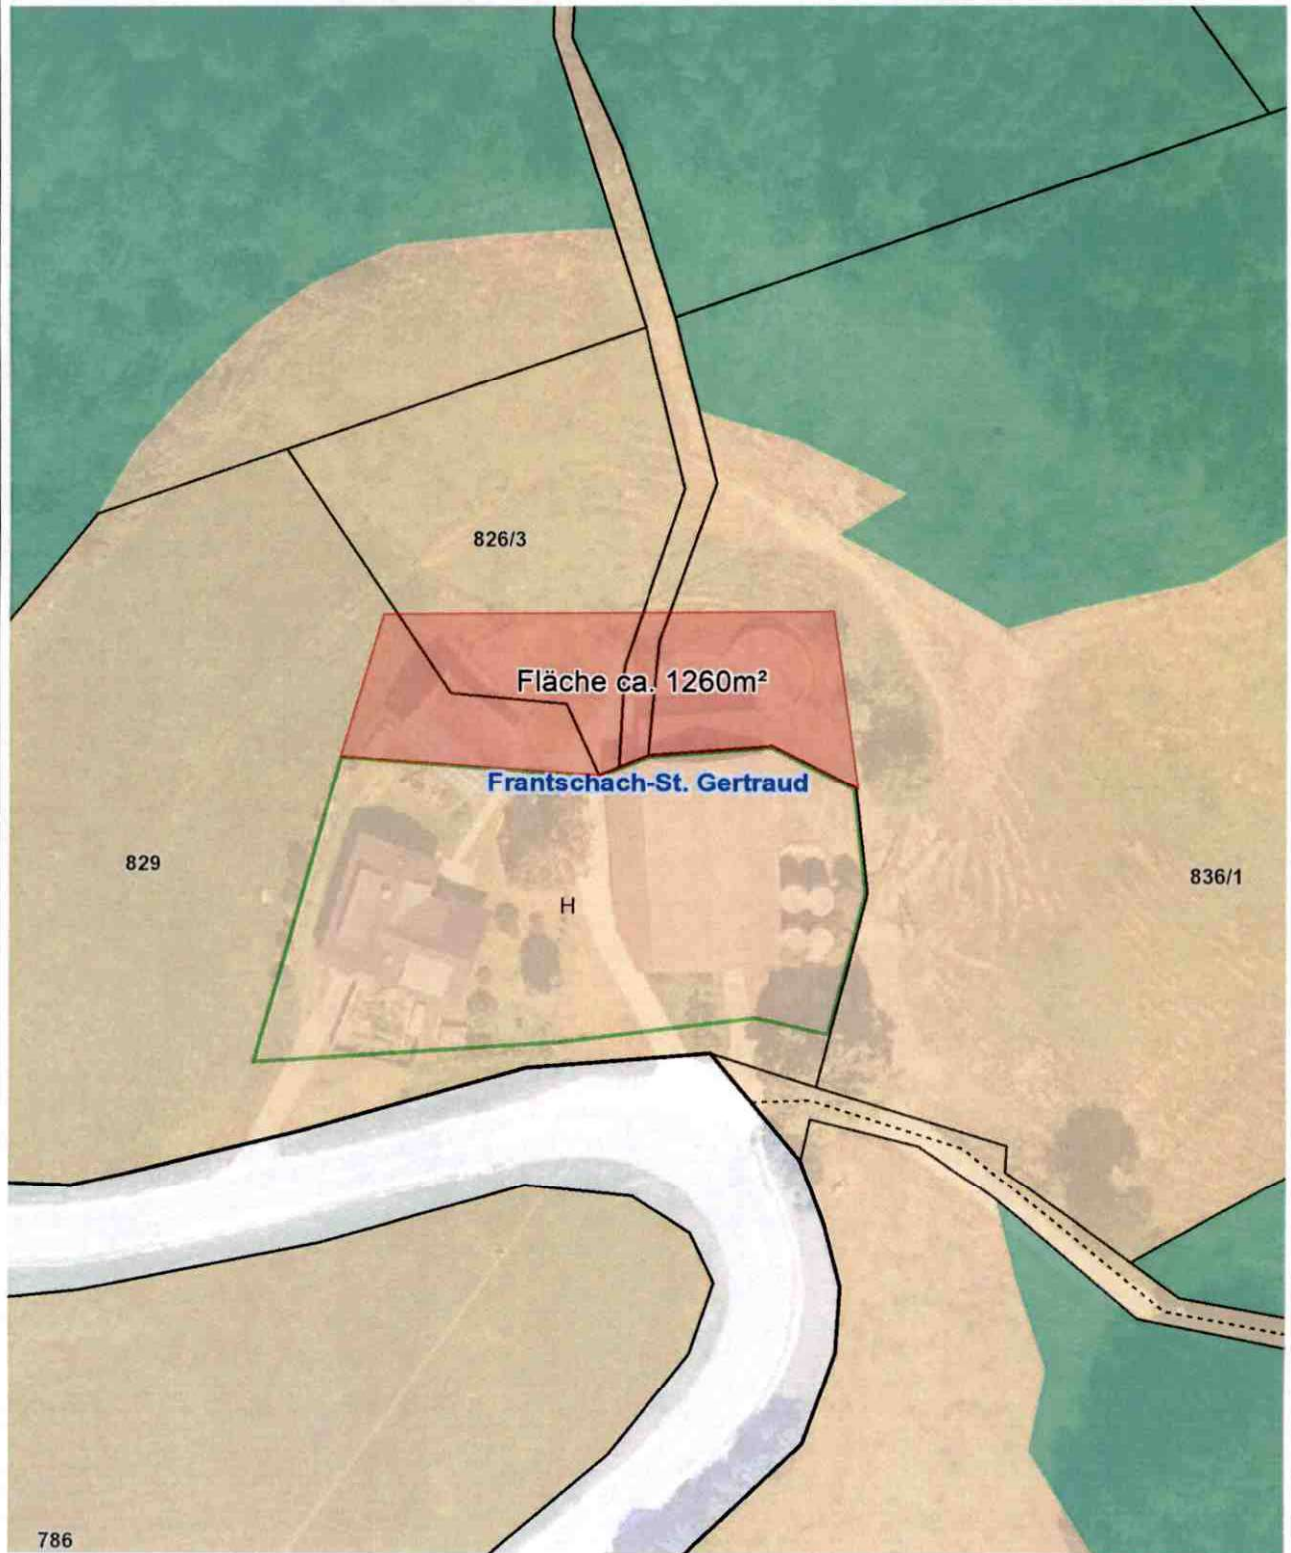 826/3
Fläche ca. 1260m²
Frantschach-St. Gertraud
829
836/1
H
786